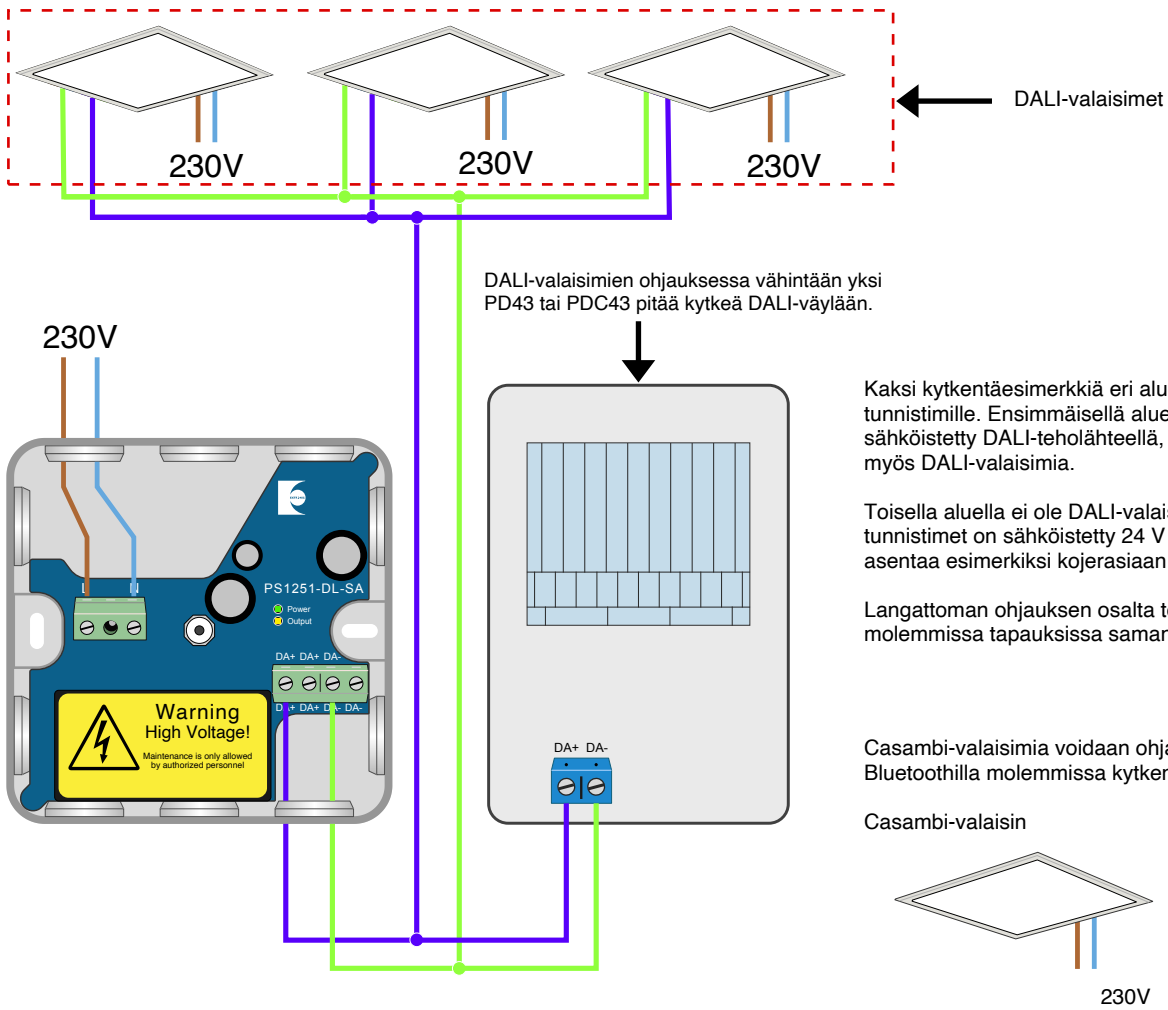 DALI-valaisimet
230V
230V
230V
DALI-valaisimien ohjauksessa vähintään yksi
PD43 tai PDC43 pitää kytkeä DALI-väylään.
230V
Kaksi kytkentäesimerkkiä eri alu
tunnistimille. Ensimmäisellä alue
sähköistetty DALI-teholähteellä,
myös DALI-valaisimia.
Toisella aluella ei ole DALI-valais
tunnistimet on sähköistetty 24 V
asentaa esimerkiksi kojerasiaan
Langattoman ohjauksen osalta to
molemmissa tapauksissa saman
L N
PS1251-DL-SA
Power
Output
DA+ DA+ DA-
DA+ DA+ DA- DA-
Warning
High Voltage!
Maintenance is only allowed
by authorized personnel
DA+ DA-
Casambi-valaisimia voidaan ohja
Bluetoothilla molemmissa kytken
Casambi-valaisin
230V